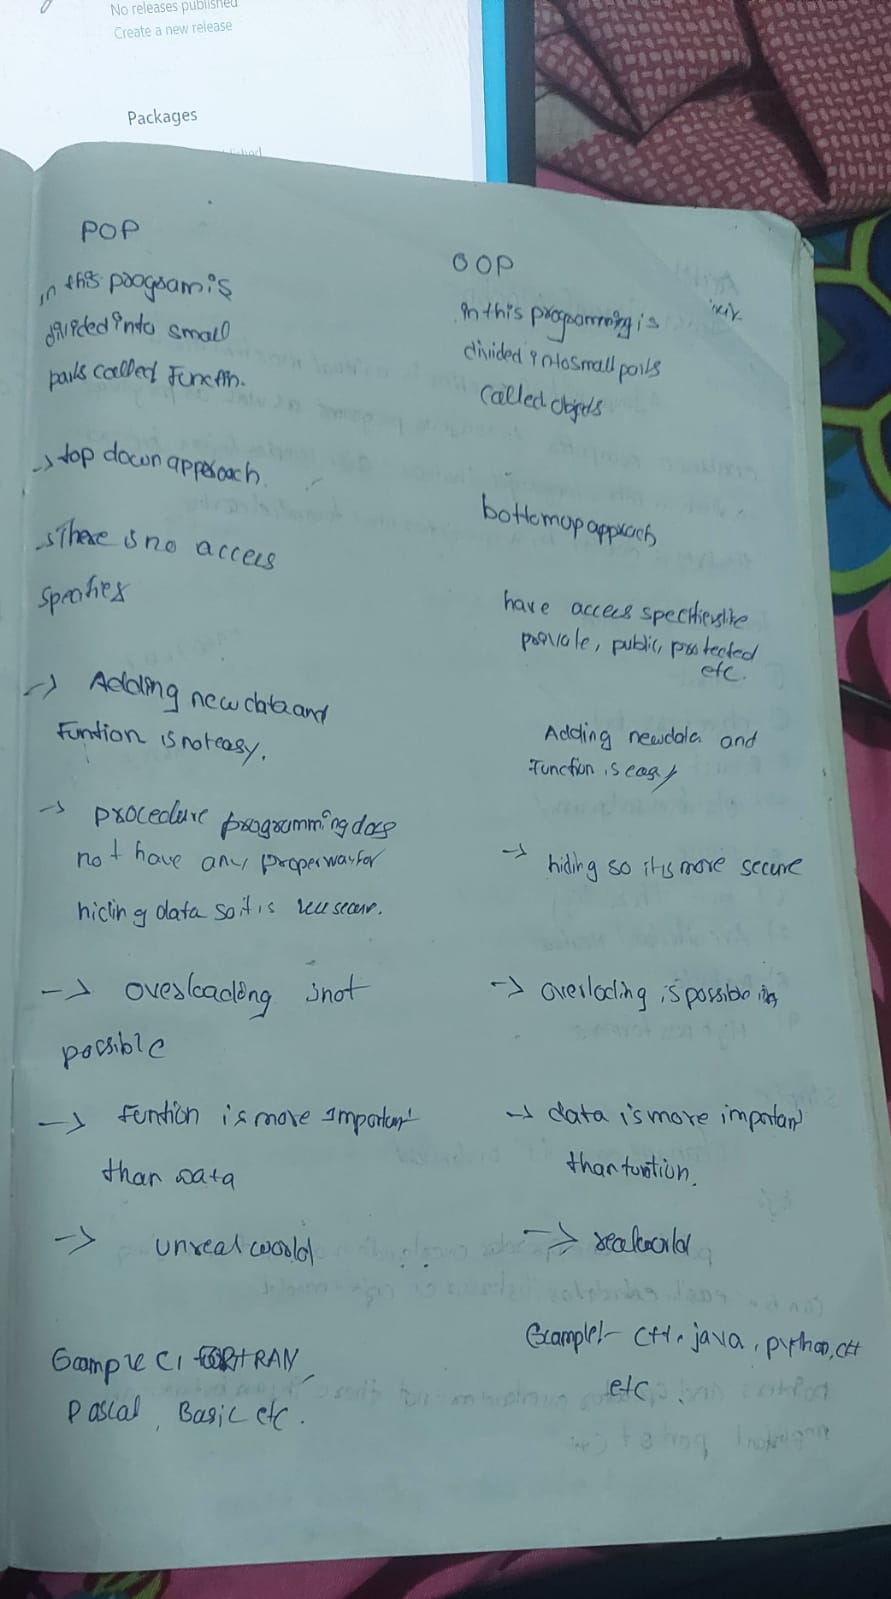 No releases published
Create a new release
Packages
POP
in this program is
divided into small
parts called Function.
-> top down approach.
-> There is no access
specifier
-> Adding new data and
Funtion is not easy.
-> procedure programming does
not have any proper way for
hiding data so it is less secure.
-> overloading is not
possible
-> funtion is more important
than data
-> unreal world
Example C, FORTRAN,
Pascal, Basic etc.
OOP
in this programming is
divided into small parts
called objects
bottom up approach
have access specifiers like
private, public, protected
etc.
Adding new data and
Function is easy
-> hiding so it is more secure
-> overloding is possible in
-> data is more important
than funtion.
-> real world
Example:- C++, java, python, C#
etc.